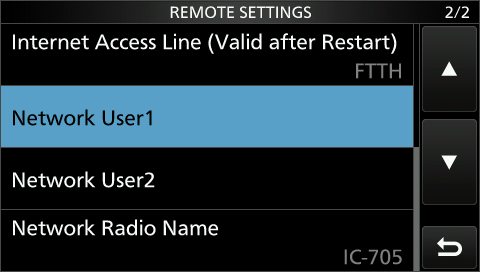 REMOTE SETTINGS 2/2
Internet Access Line (Valid after Restart)
FTTH
Network User1
Network User2
Network Radio Name
IC-705